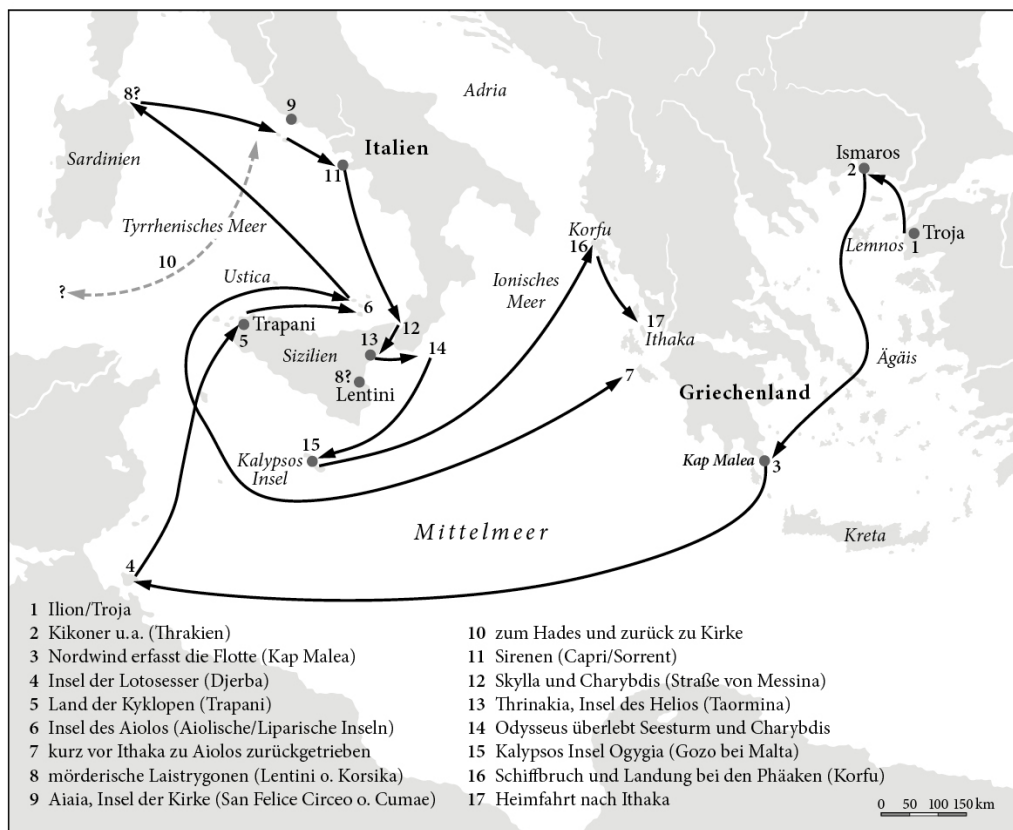 8?
9
Adria
Italien
Sardinien
11
Ismaros
2
Tyrrhenisches Meer
Korfu
16
Lemnos
Troja
1
10
Ustica
Ionisches
Meer
?
6
Trapani
5
12
17
Ithaka
13
14
Sizilien
Ägäis
8?
Lentini
7
Griechenland
15
Kalypsos
Insel
Kap Malea
3
Mittelmeer
Kreta
4
1 Ilion/Troja
2 Kikoner u. a. (Thrakien)
3 Nordwind erfasst die Flotte (Kap Malea)
4 Insel der Lotosesser (Djerba)
5 Land der Kyklopen (Trapani)
6 Insel des Aiolos (Aiolische/Liparische Inseln)
7 kurz vor Ithaka zu Aiolos zurückgetrieben
8 mörderische Laistrygonen (Lentini o. Korsika)
9 Aiaia, Insel der Kirke (San Felice Circeo o. Cumae)
10 zum Hades und zurück zu Kirke
11 Sirenen (Capri/Sorrent)
12 Skylla und Charybdis (Straße von Messina)
13 Thrinakia, Insel des Helios (Taormina)
14 Odysseus überlebt Seesturm und Charybdis
15 Kalypsos Insel Ogygia (Gozo bei Malta)
16 Schiffbruch und Landung bei den Phäaken (Korfu)
17 Heimfahrt nach Ithaka
0 50 100 150 km